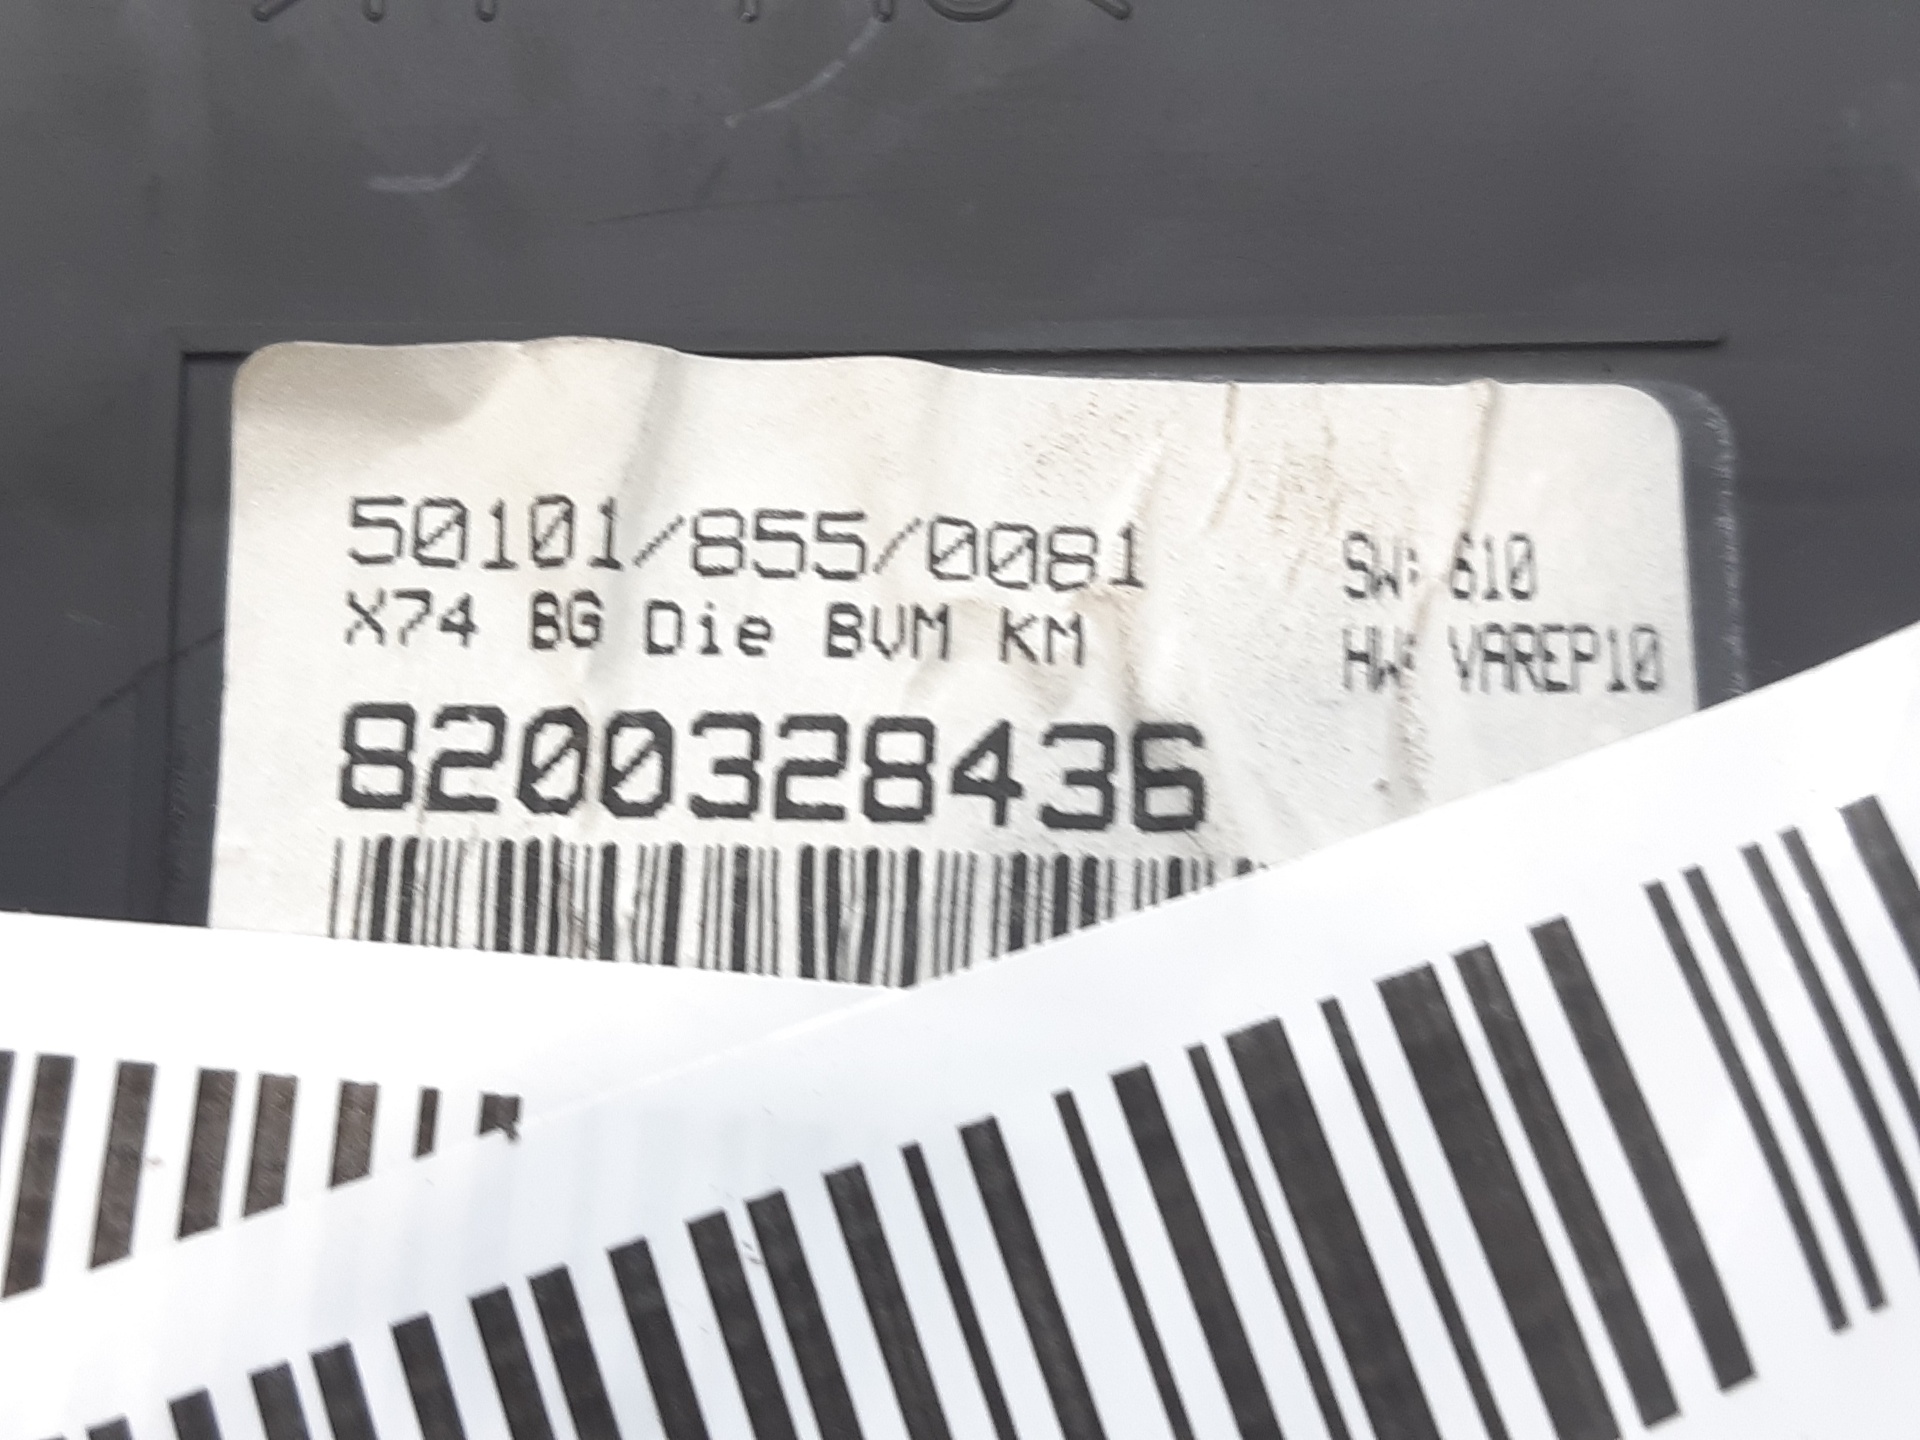 50101/855/0081
SW: 610
X74 BG Die BVM KM
HW: VAREP10
8200328436